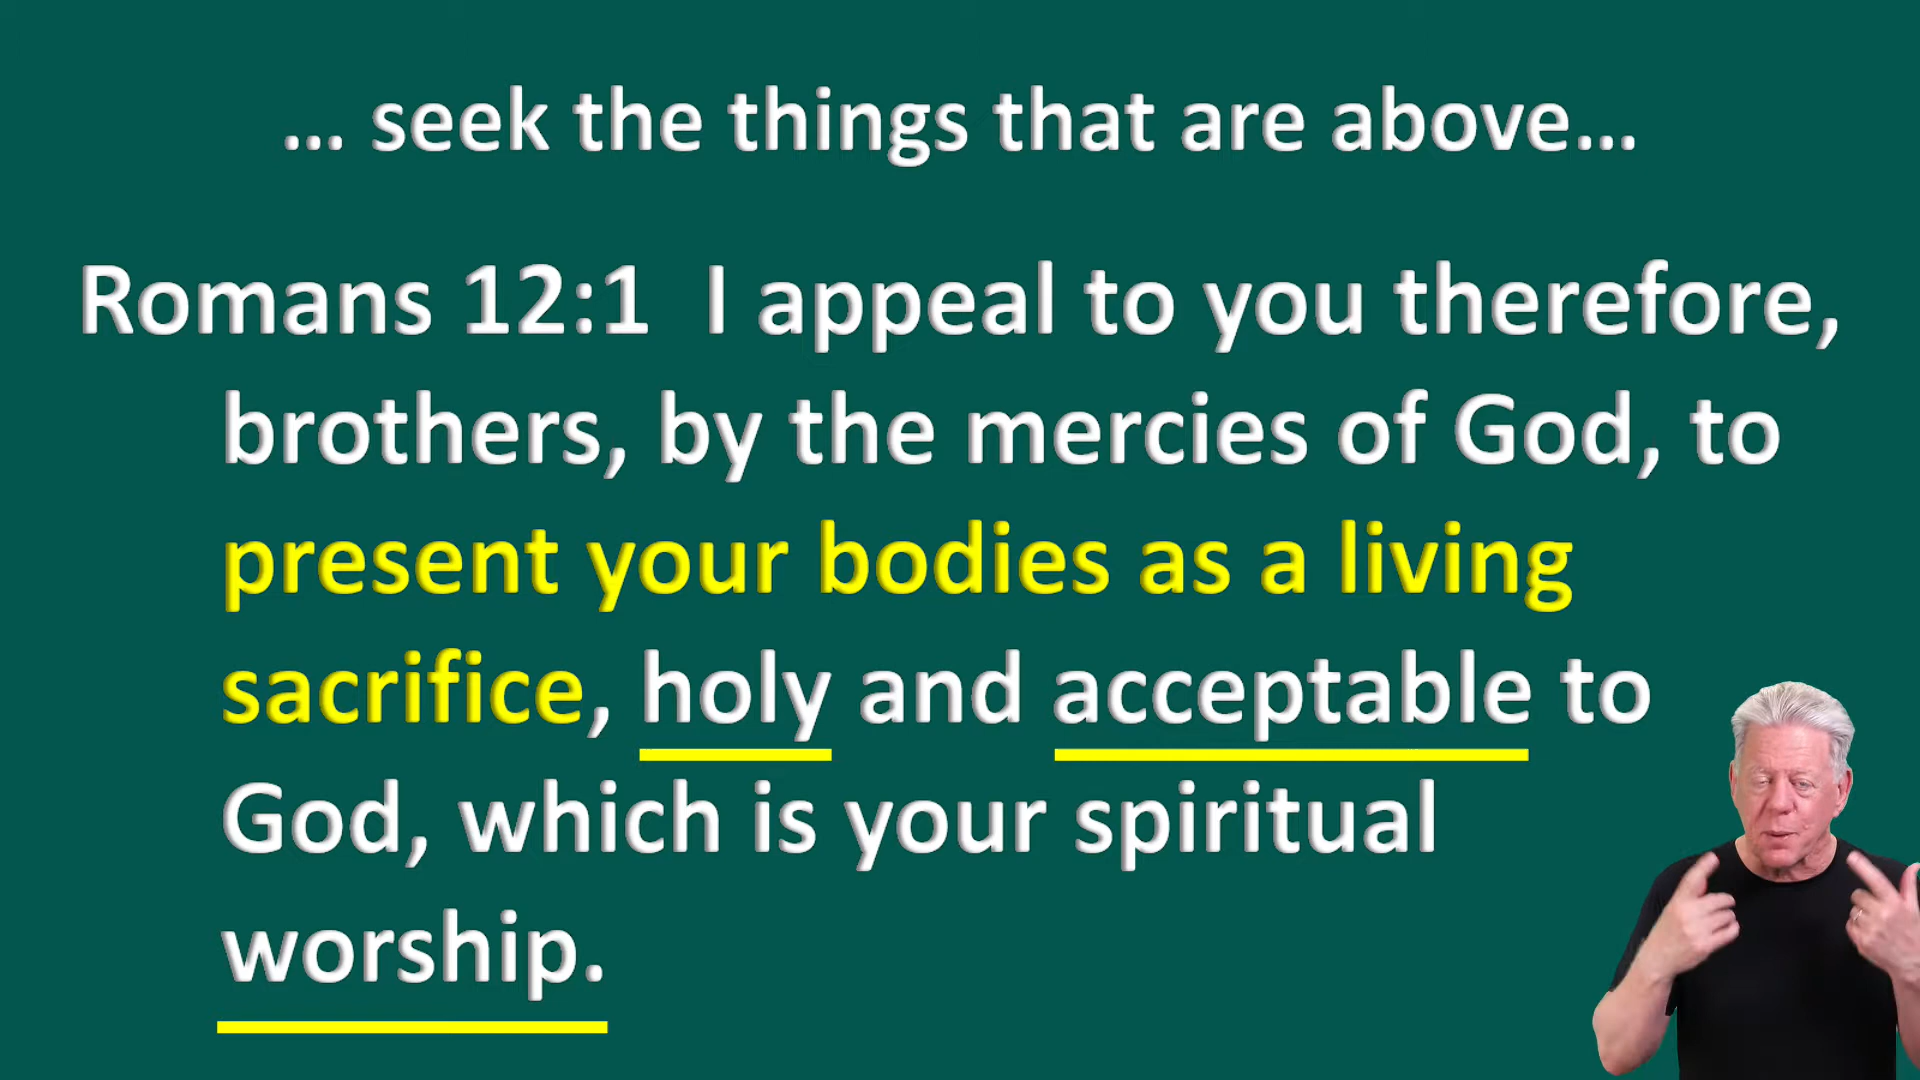 ... seek the things that are above...
Romans 12:1 I appeal to you therefore,
brothers, by the mercies of God, to
present your bodies as a living
sacrifice, holy and acceptable to
God, which is your spiritual
worship.